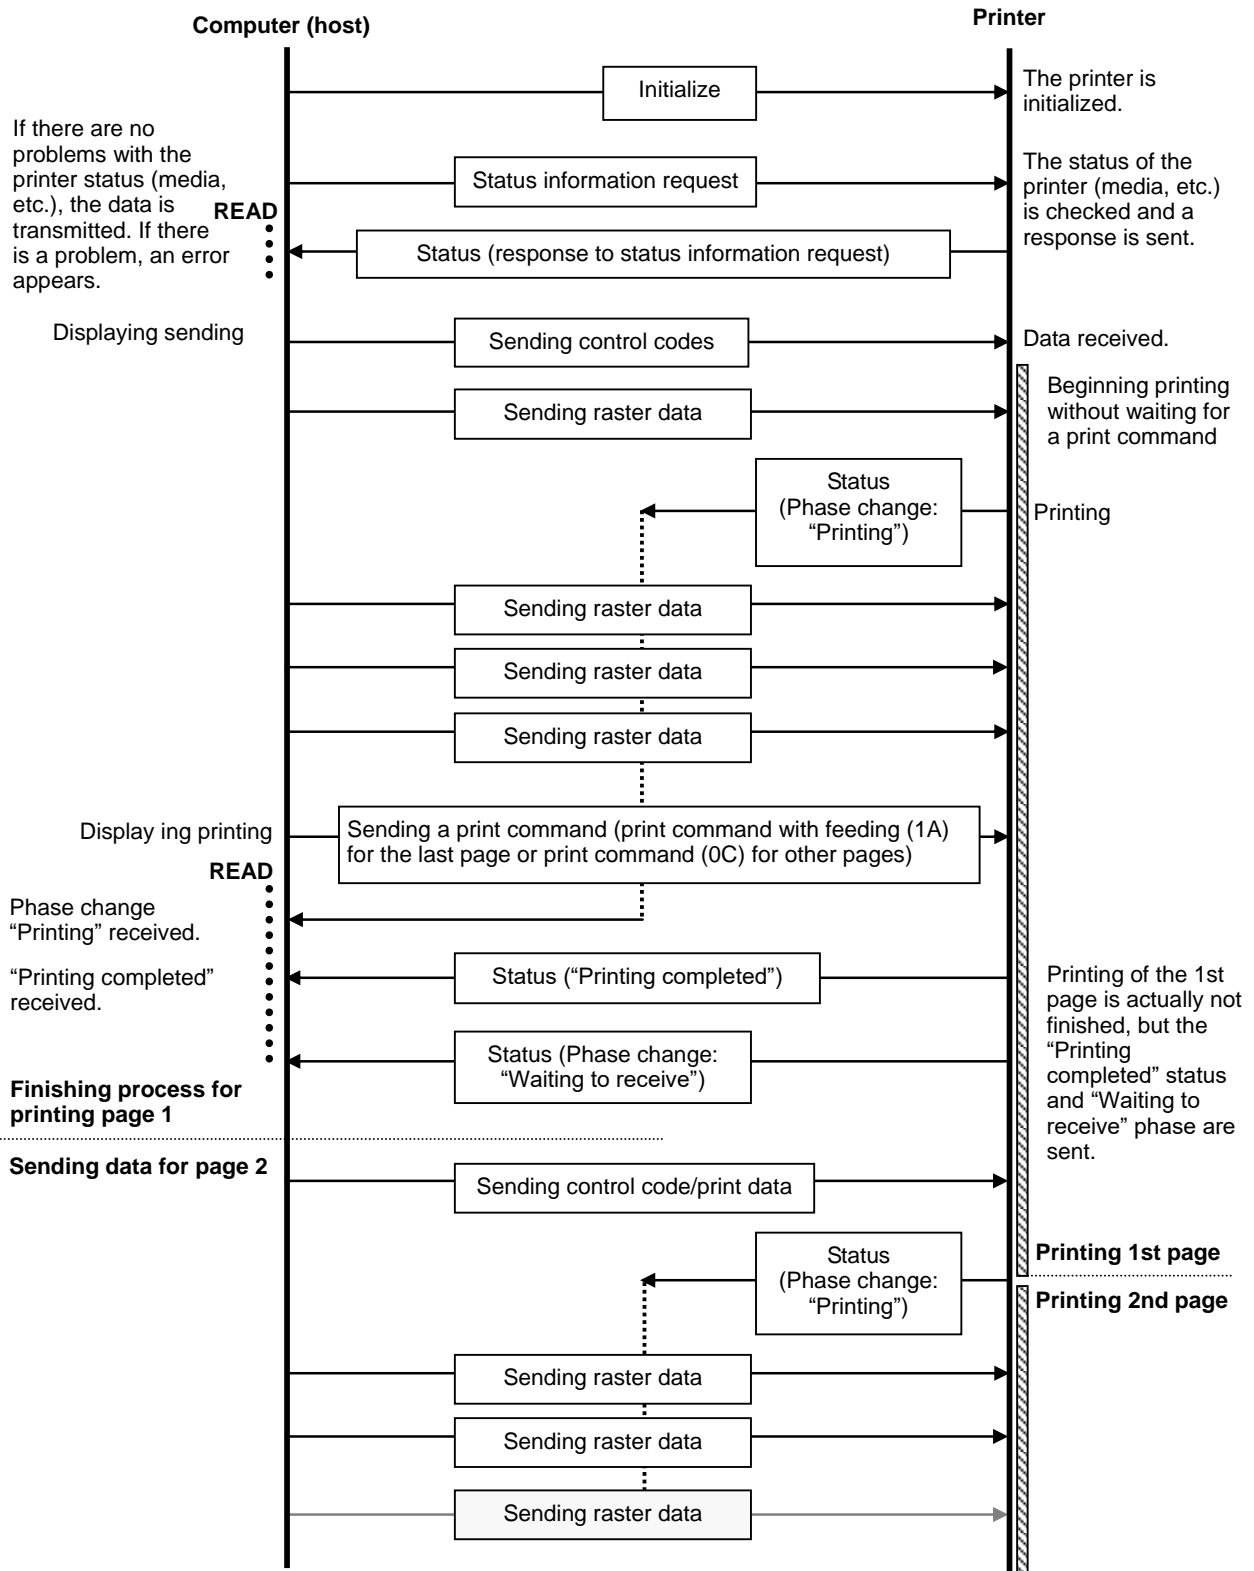 Computer (host)
Printer
Initialize
The printer is
initialized.
If there are no
problems with the
printer status (media,
etc.), the data is
transmitted. If there
is a problem, an error
appears.
READ
Status information request
The status of the
printer (media, etc.)
is checked and a
response is sent.
Status (response to status information request)
Displaying sending
Sending control codes
Data received.
Sending raster data
Beginning printing
without waiting for
a print command
Status
(Phase change:
“Printing”)
Printing
Sending raster data
Sending raster data
Sending raster data
Display ing printing
Sending a print command (print command with feeding (1A)
for the last page or print command (0C) for other pages)
READ
Phase change
“Printing” received.
“Printing completed”
received.
Status (“Printing completed”)
Printing of the 1st
page is actually not
finished, but the
“Printing
completed” status
and “Waiting to
receive” phase are
sent.
Status (Phase change:
“Waiting to receive”)
Finishing process for
printing page 1
Sending data for page 2
Sending control code/print data
Status
(Phase change:
“Printing”)
Printing 1st page
Printing 2nd page
Sending raster data
Sending raster data
Sending raster data